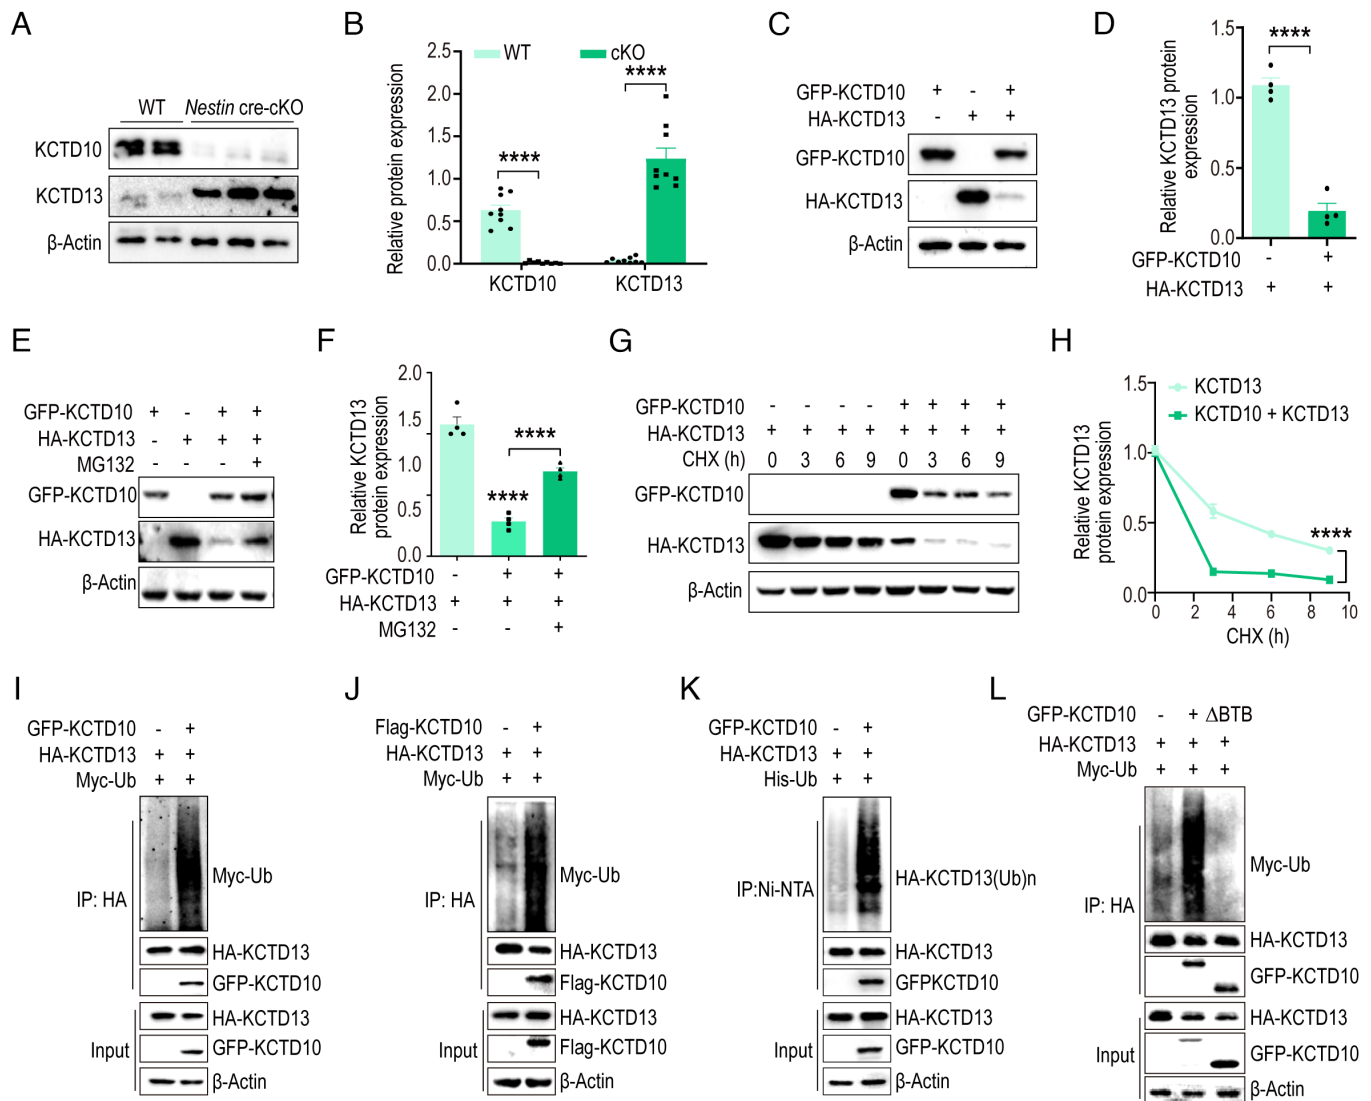 A
WT Nestin cre-cKO
KCTD10
KCTD13
β-Actin
B
WT cKO
Relative protein expression
2.5
2.0
1.5
1.0
0.5
0.0
****
****
KCTD10 KCTD13
C
GFP-KCTD10 + - +
HA-KCTD13 - + +
GFP-KCTD10
HA-KCTD13
β-Actin
D
Relative KCTD13 protein
expression
1.5
1.0
0.5
0.0
****
GFP-KCTD10 - +
HA-KCTD13 + +
E
GFP-KCTD10 + - + +
HA-KCTD13 - + + +
MG132 - - - +
GFP-KCTD10
HA-KCTD13
β-Actin
F
Relative KCTD13
protein expression
2.0
1.5
1.0
0.5
0.0
****
****
GFP-KCTD10 - + +
HA-KCTD13 + + +
MG132 - - +
G
GFP-KCTD10 - - - - + + + +
HA-KCTD13 + + + + + + + +
CHX (h) 0 3 6 9 0 3 6 9
GFP-KCTD10
HA-KCTD13
β-Actin
H
KCTD13
KCTD10 + KCTD13
Relative KCTD13
protein expression
1.5
1.0
0.5
0.0
****
0 2 4 6 8 10
CHX (h)
I
GFP-KCTD10 - +
HA-KCTD13 + +
Myc-Ub + +
IP: HA
Myc-Ub
HA-KCTD13
GFP-KCTD10
Input
HA-KCTD13
GFP-KCTD10
β-Actin
J
Flag-KCTD10 - +
HA-KCTD13 + +
Myc-Ub + +
IP: HA
Myc-Ub
HA-KCTD13
Flag-KCTD10
Input
HA-KCTD13
Flag-KCTD10
β-Actin
K
GFP-KCTD10 - +
HA-KCTD13 + +
His-Ub + +
IP:Ni-NTA
HA-KCTD13(Ub)n
HA-KCTD13
GFPKCTD10
Input
HA-KCTD13
GFP-KCTD10
β-Actin
L
GFP-KCTD10 - + ΔBTB
HA-KCTD13 + + +
Myc-Ub + + +
IP: HA
Myc-Ub
HA-KCTD13
GFP-KCTD10
Input
HA-KCTD13
GFP-KCTD10
β-Actin